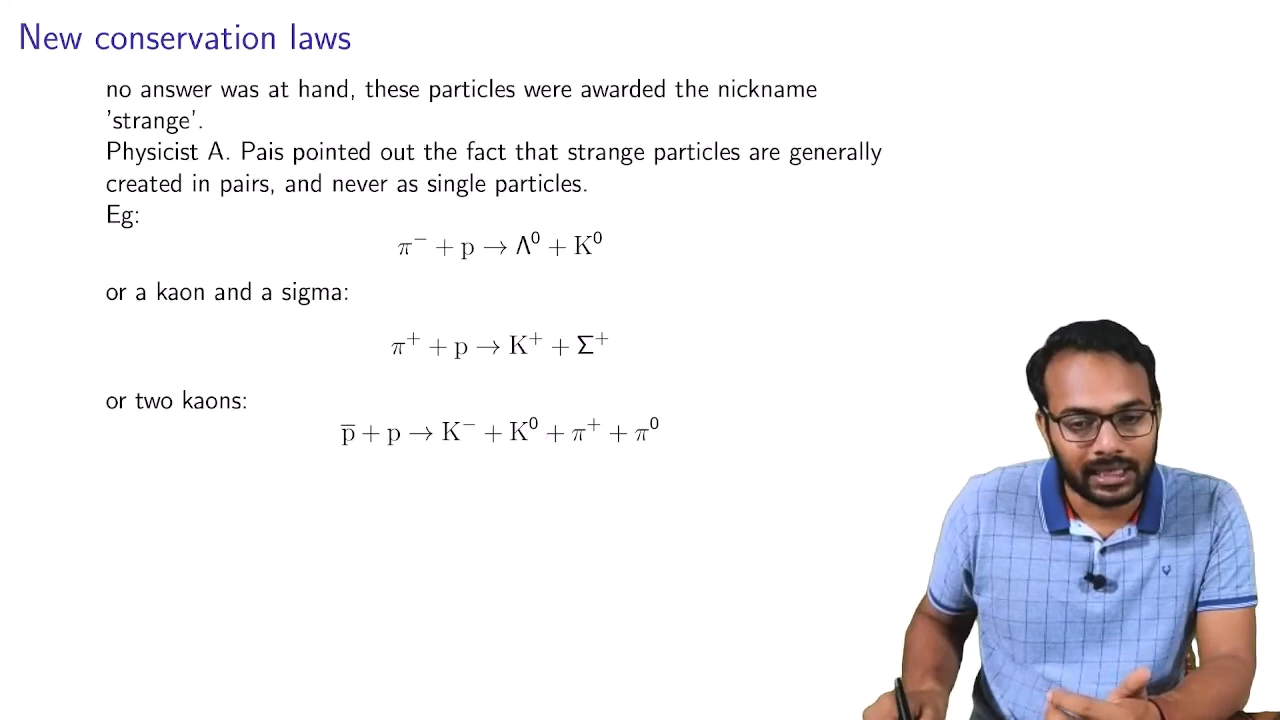 New conservation laws
no answer was at hand, these particles were awarded the nickname
'strange'.
Physicist A. Pais pointed out the fact that strange particles are generally
created in pairs, and never as single particles.
Eg:
π⁻ + p → Λ⁰ + K⁰
or a kaon and a sigma:
π⁺ + p → K⁺ + Σ⁺
or two kaons:
p̅ + p → K⁻ + K⁰ + π⁺ + π⁰